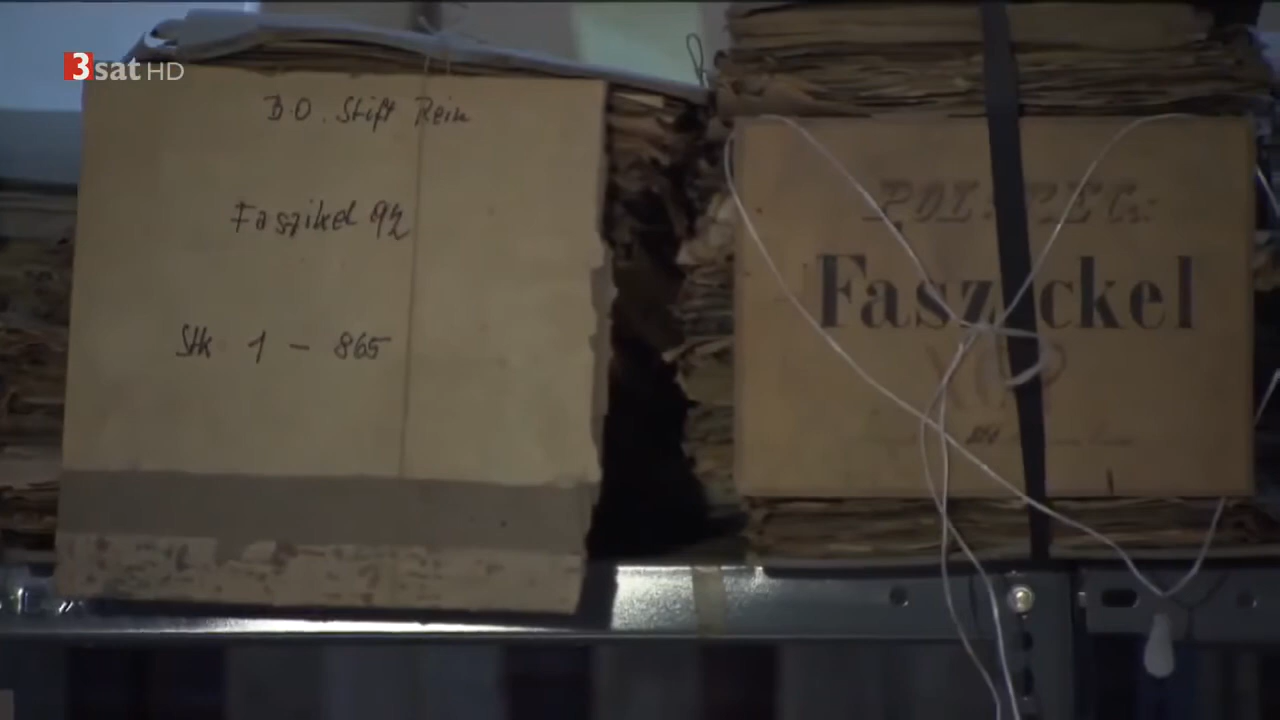 3sat HD
B.O. Stift Rein
Faszikel 92
Stk 1 - 865
Faszickel